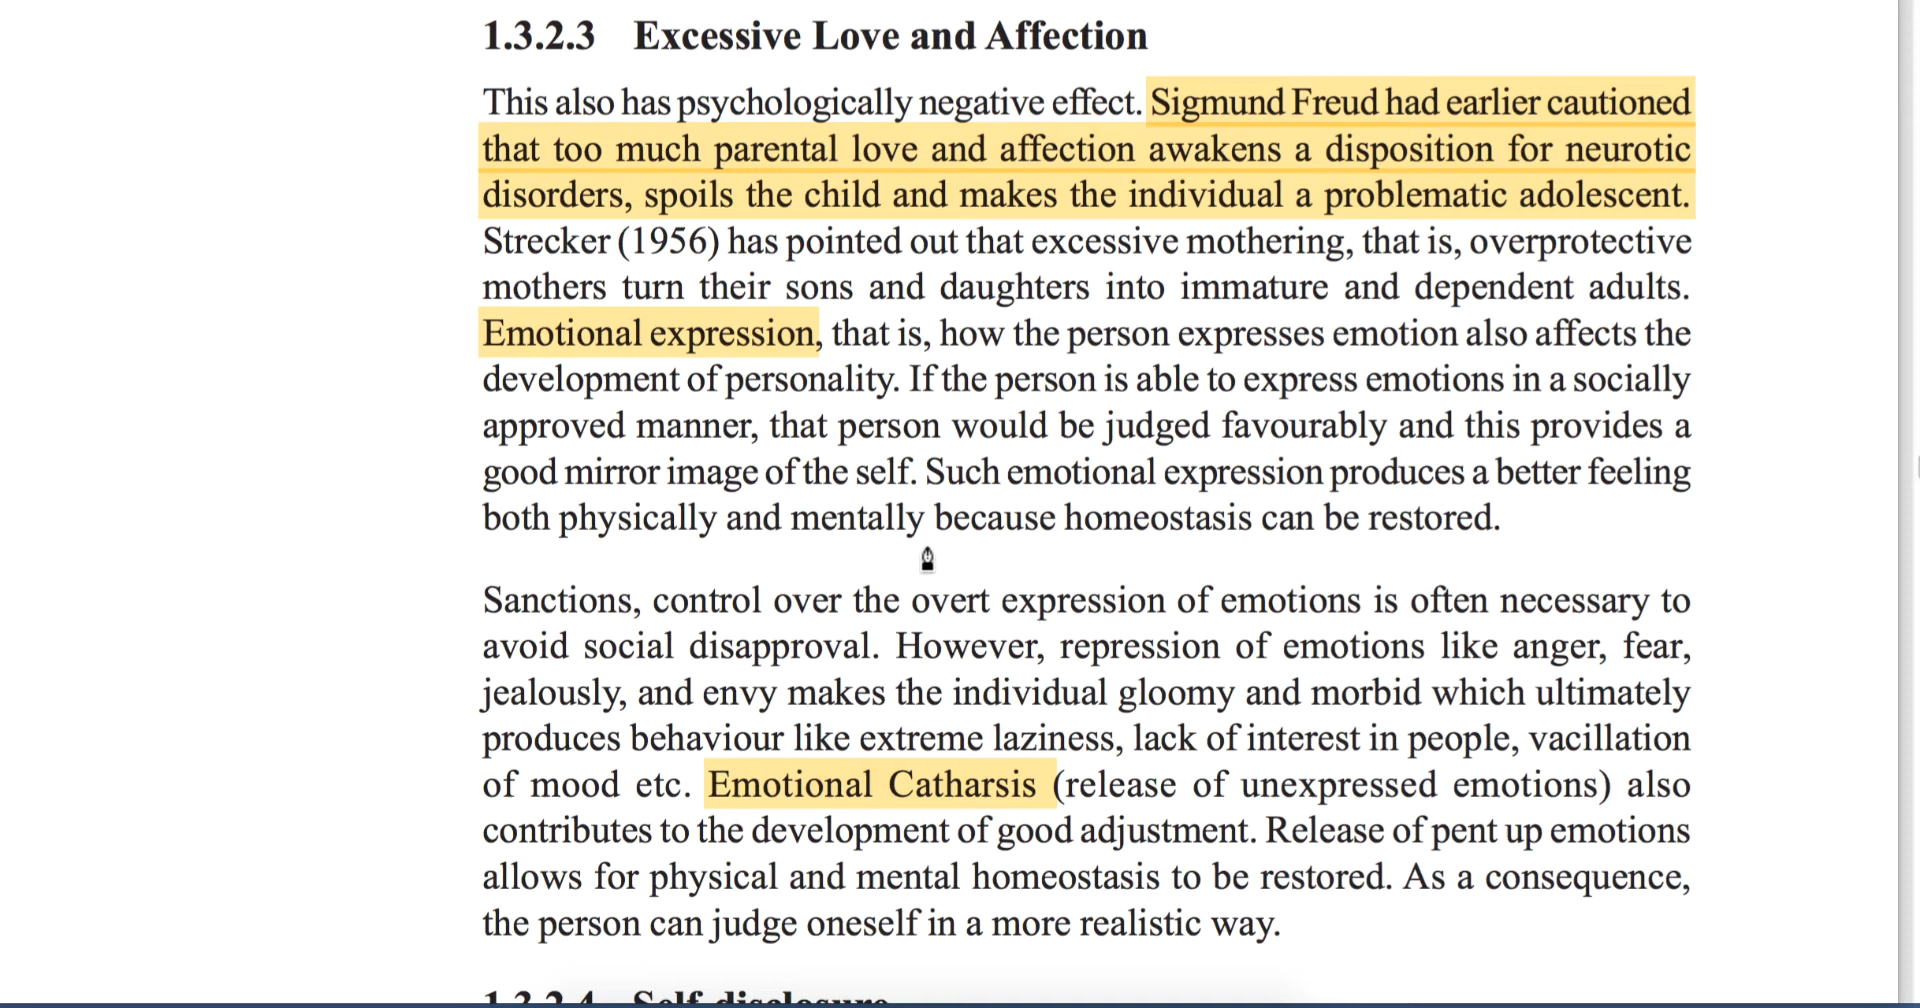 1.3.2.3 Excessive Love and Affection
This also has psychologically negative effect. Sigmund Freud had earlier cautioned
that too much parental love and affection awakens a disposition for neurotic
disorders, spoils the child and makes the individual a problematic adolescent.
Strecker (1956) has pointed out that excessive mothering, that is, overprotective
mothers turn their sons and daughters into immature and dependent adults.
Emotional expression, that is, how the person expresses emotion also affects the
development of personality. If the person is able to express emotions in a socially
approved manner, that person would be judged favourably and this provides a
good mirror image of the self. Such emotional expression produces a better feeling
both physically and mentally because homeostasis can be restored.
Sanctions, control over the overt expression of emotions is often necessary to
avoid social disapproval. However, repression of emotions like anger, fear,
jealously, and envy makes the individual gloomy and morbid which ultimately
produces behaviour like extreme laziness, lack of interest in people, vacillation
of mood etc. Emotional Catharsis (release of unexpressed emotions) also
contributes to the development of good adjustment. Release of pent up emotions
allows for physical and mental homeostasis to be restored. As a consequence,
the person can judge oneself in a more realistic way.
1.3.2.4 Self disclosure